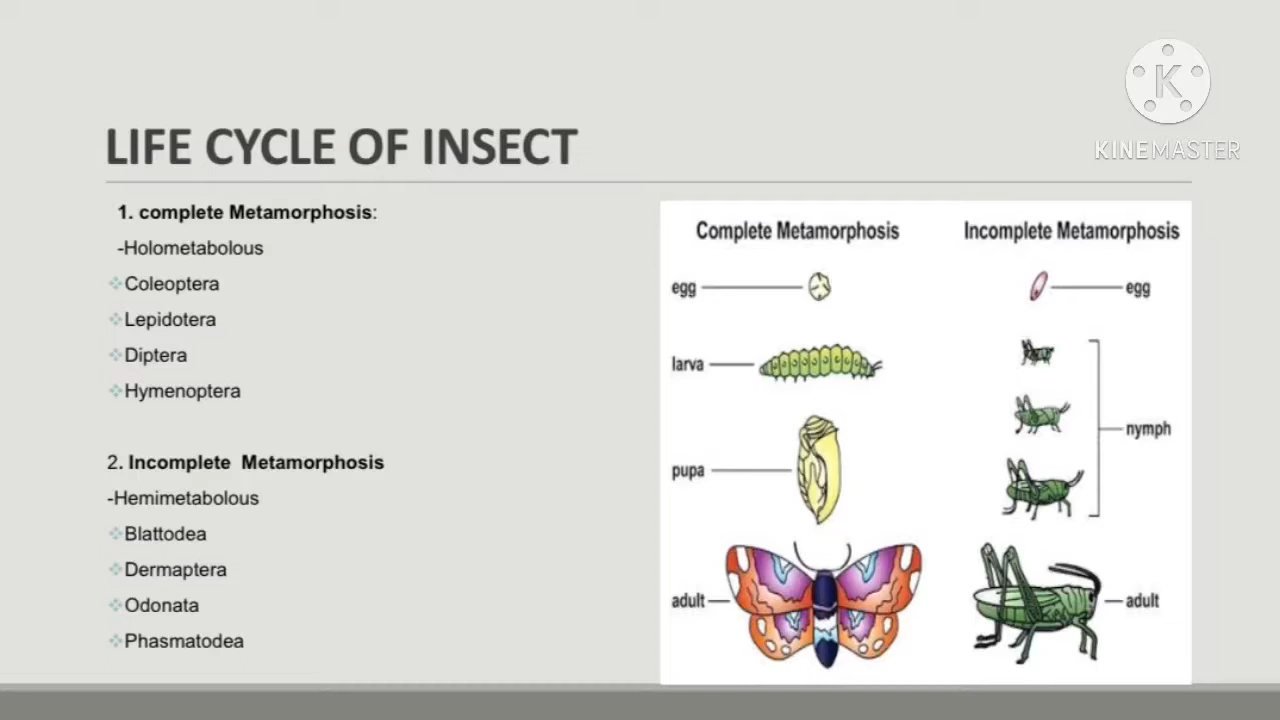 K
KINEMASTER
LIFE CYCLE OF INSECT
1. complete Metamorphosis:
-Holometabolous
Coleoptera
Lepidotera
Diptera
Hymenoptera
2. Incomplete Metamorphosis
-Hemimetabolous
Blattodea
Dermaptera
Odonata
Phasmatodea
Complete Metamorphosis
egg
larva
pupa
adult
Incomplete Metamorphosis
egg
nymph
adult